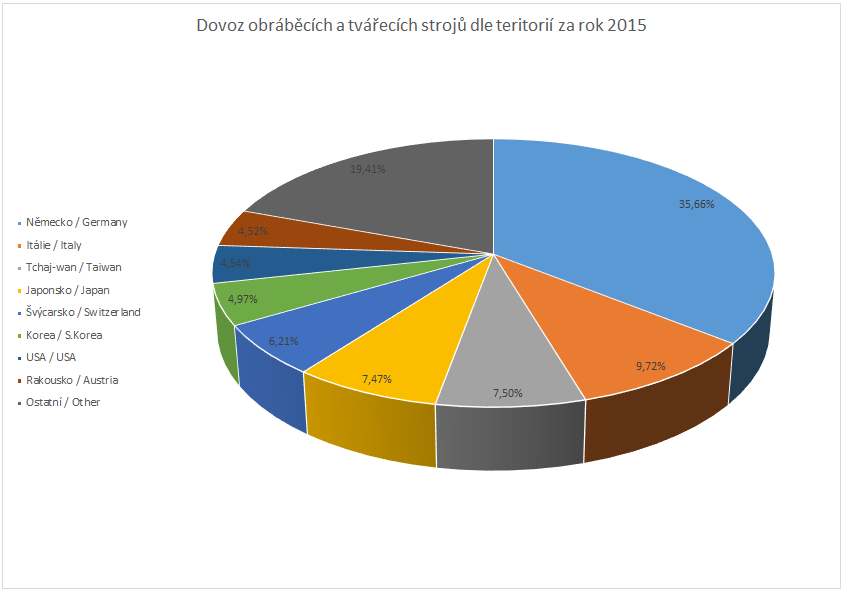 Dovoz obráběcích a tvářecích strojů dle teritorií za rok 2015
19,41%
35,66%
4,52%
4,54%
4,97%
6,21%
7,47%
7,50%
9,72%
Německo / Germany
Itálie / Italy
Tchaj-wan / Taiwan
Japonsko / Japan
Švýcarsko / Switzerland
Korea / S.Korea
USA / USA
Rakousko / Austria
Ostatní / Other